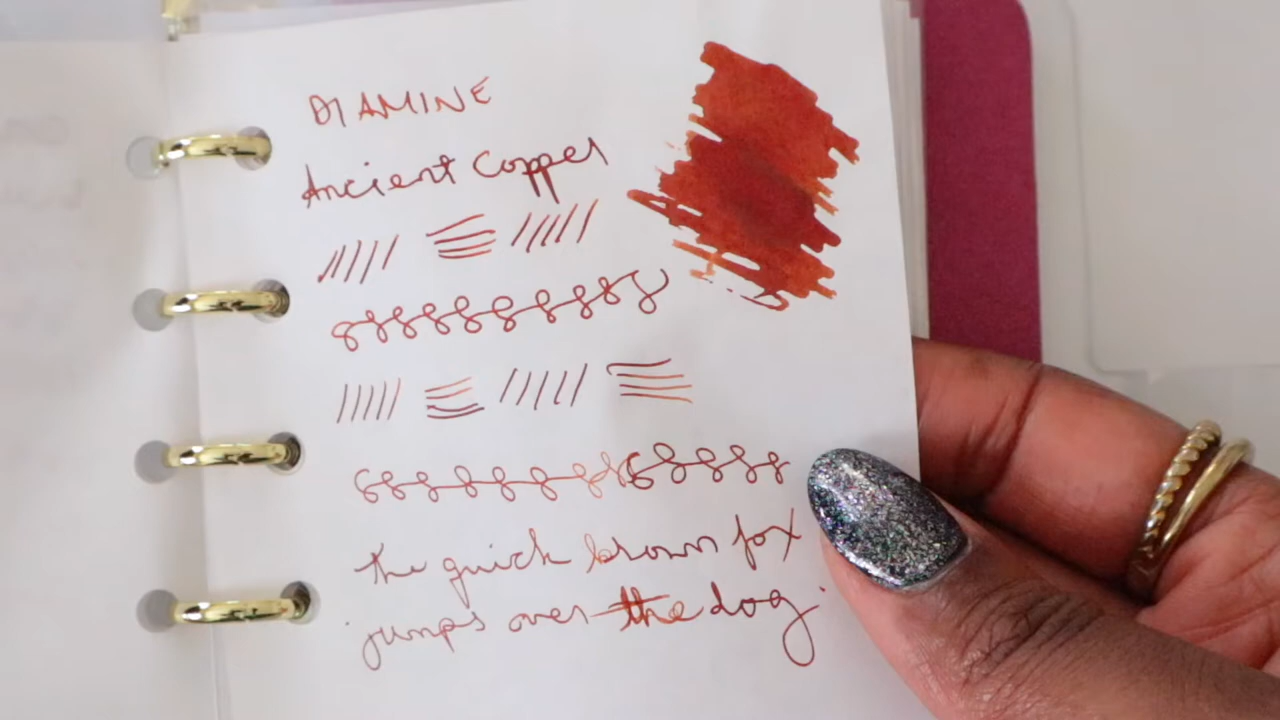 DIAMINE
Ancient Copper
the quick brown fox
jumps over the dog.